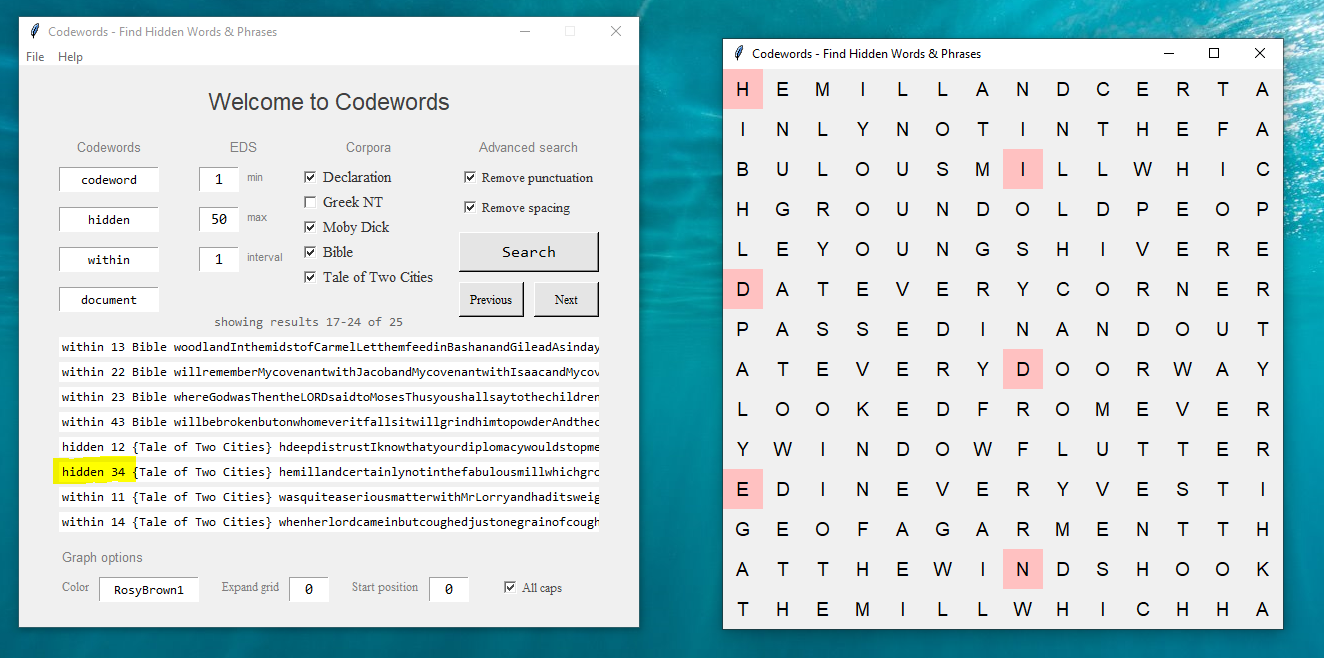 Codewords - Find Hidden Words & Phrases
File Help
Welcome to Codewords
Codewords EDS Corpora Advanced search
codeword 1 min Declaration Remove punctuation
Greek NT
hidden 50 max Moby Dick Remove spacing
within 1 interval Bible Search
Tale of Two Cities
document Previous Next
showing results 17-24 of 25
within 13 Bible woodlandInthemidstofCarmelLetthemfeedinBashanandGileadAsinday
within 22 Bible willrememberMycovenantwithJacobandMycovenantwithIsaacandMycov
within 23 Bible whereGodwasThentheLORDsaidtoMosesThusyoushallsaytothechildren
within 43 Bible willbebrokenbutonwhomeveritfallsitwillgrindhimtopowderAndthec
hidden 12 {Tale of Two Cities} hdeepdistrustIknowthatyourdiplomacywouldstopme
hidden 34 {Tale of Two Cities} hemillandcertainlynotinthefabulousmillwhichgro
within 11 {Tale of Two Cities} wasquiteaseriousmatterwithMrLorryandhaditsweig
within 14 {Tale of Two Cities} whenherlordcameinbutcoughedjustonegrainofcough
Graph options
Color RosyBrown1 Expand grid 0 Start position 0 All caps
Codewords - Find Hidden Words & Phrases
H E M I L L A N D C E R T A
I N L Y N O T I N T H E F A
B U L O U S M I L L W H I C
H G R O U N D O L D P E O P
L E Y O U N G S H I V E R E
D A T E V E R Y C O R N E R
P A S S E D I N A N D O U T
A T E V E R Y D O O R W A Y
L O O K E D F R O M E V E R
Y W I N D O W F L U T T E R
E D I N E V E R Y V E S T I
G E O F A G A R M E N T T H
A T T H E W I N D S H O O K
T H E M I L L W H I C H H A